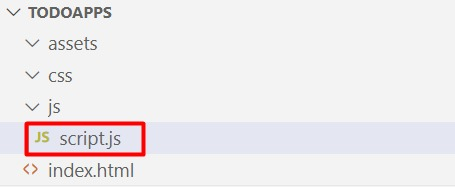 TODOAPPS
assets
css
js
JS script.js
<> index.html